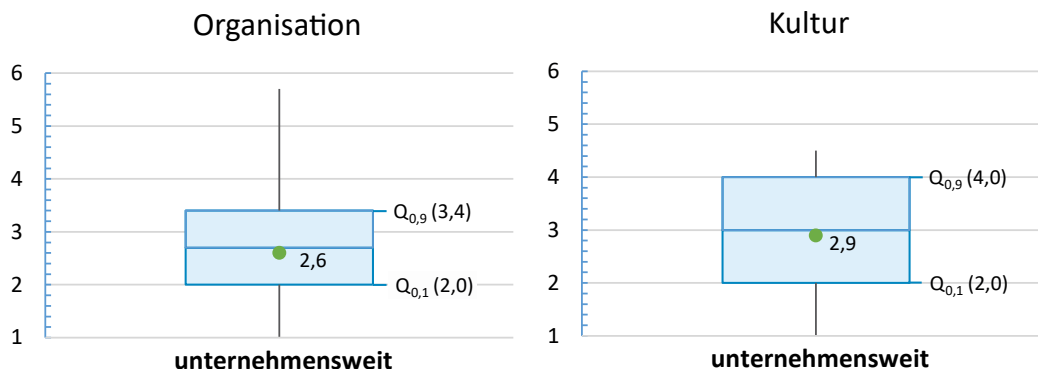 Organisation
6
5
4
3
2
1
Q0,9 (3,4)
2,6
Q0,1 (2,0)
unternehmensweit
Kultur
6
5
4
3
2
1
Q0,9 (4,0)
2,9
Q0,1 (2,0)
unternehmensweit